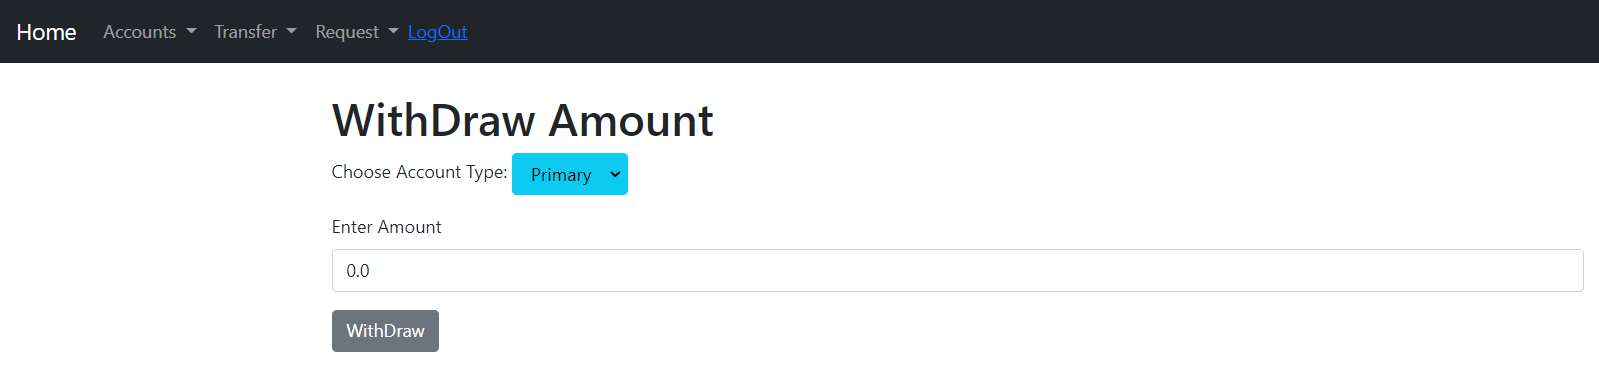 Home Accounts Transfer Request LogOut
WithDraw Amount
Choose Account Type: Primary
Enter Amount
0.0
WithDraw